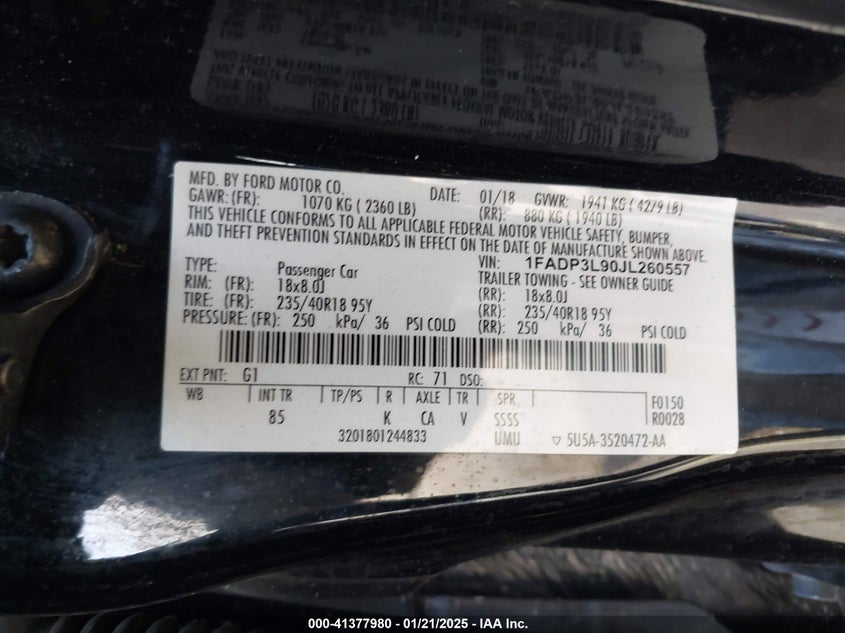 MFD. BY FORD MOTOR CO.
DATE: 01/18 GVWR: 1941 KG ( 4279 LB)
GAWR: (FR): 1070 KG ( 2360 LB) (RR): 880 KG ( 1940 LB)
THIS VEHICLE CONFORMS TO ALL APPLICABLE FEDERAL MOTOR VEHICLE SAFETY, BUMPER,
AND THEFT PREVENTION STANDARDS IN EFFECT ON THE DATE OF MANUFACTURE SHOWN ABOVE.
VIN: 1FADP3L90JL260557
TYPE: Passenger Car TRAILER TOWING - SEE OWNER GUIDE
RIM: (FR): 18x8.0J (RR): 18x8.0J
TIRE: (FR): 235/40R18 95Y (RR): 235/40R18 95Y
PRESSURE: (FR): 250 kPa/ 36 PSI COLD (RR): 250 kPa/ 36 PSI COLD
EXT PNT: G1 RC: 71 DSO:
WB INT TR TP/PS R AXLE TR SPR F0150
85 K CA V SSSS R0028
3201801244833 UMU ▽ 5U5A-3520472-AA
000-41377980 - 01/21/2025 - IAA Inc.